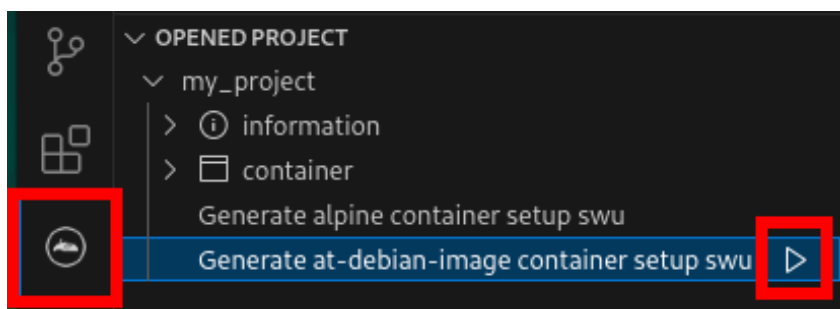 OPENED PROJECT
my_project
information
container
Generate alpine container setup swu
Generate at-debian-image container setup swu